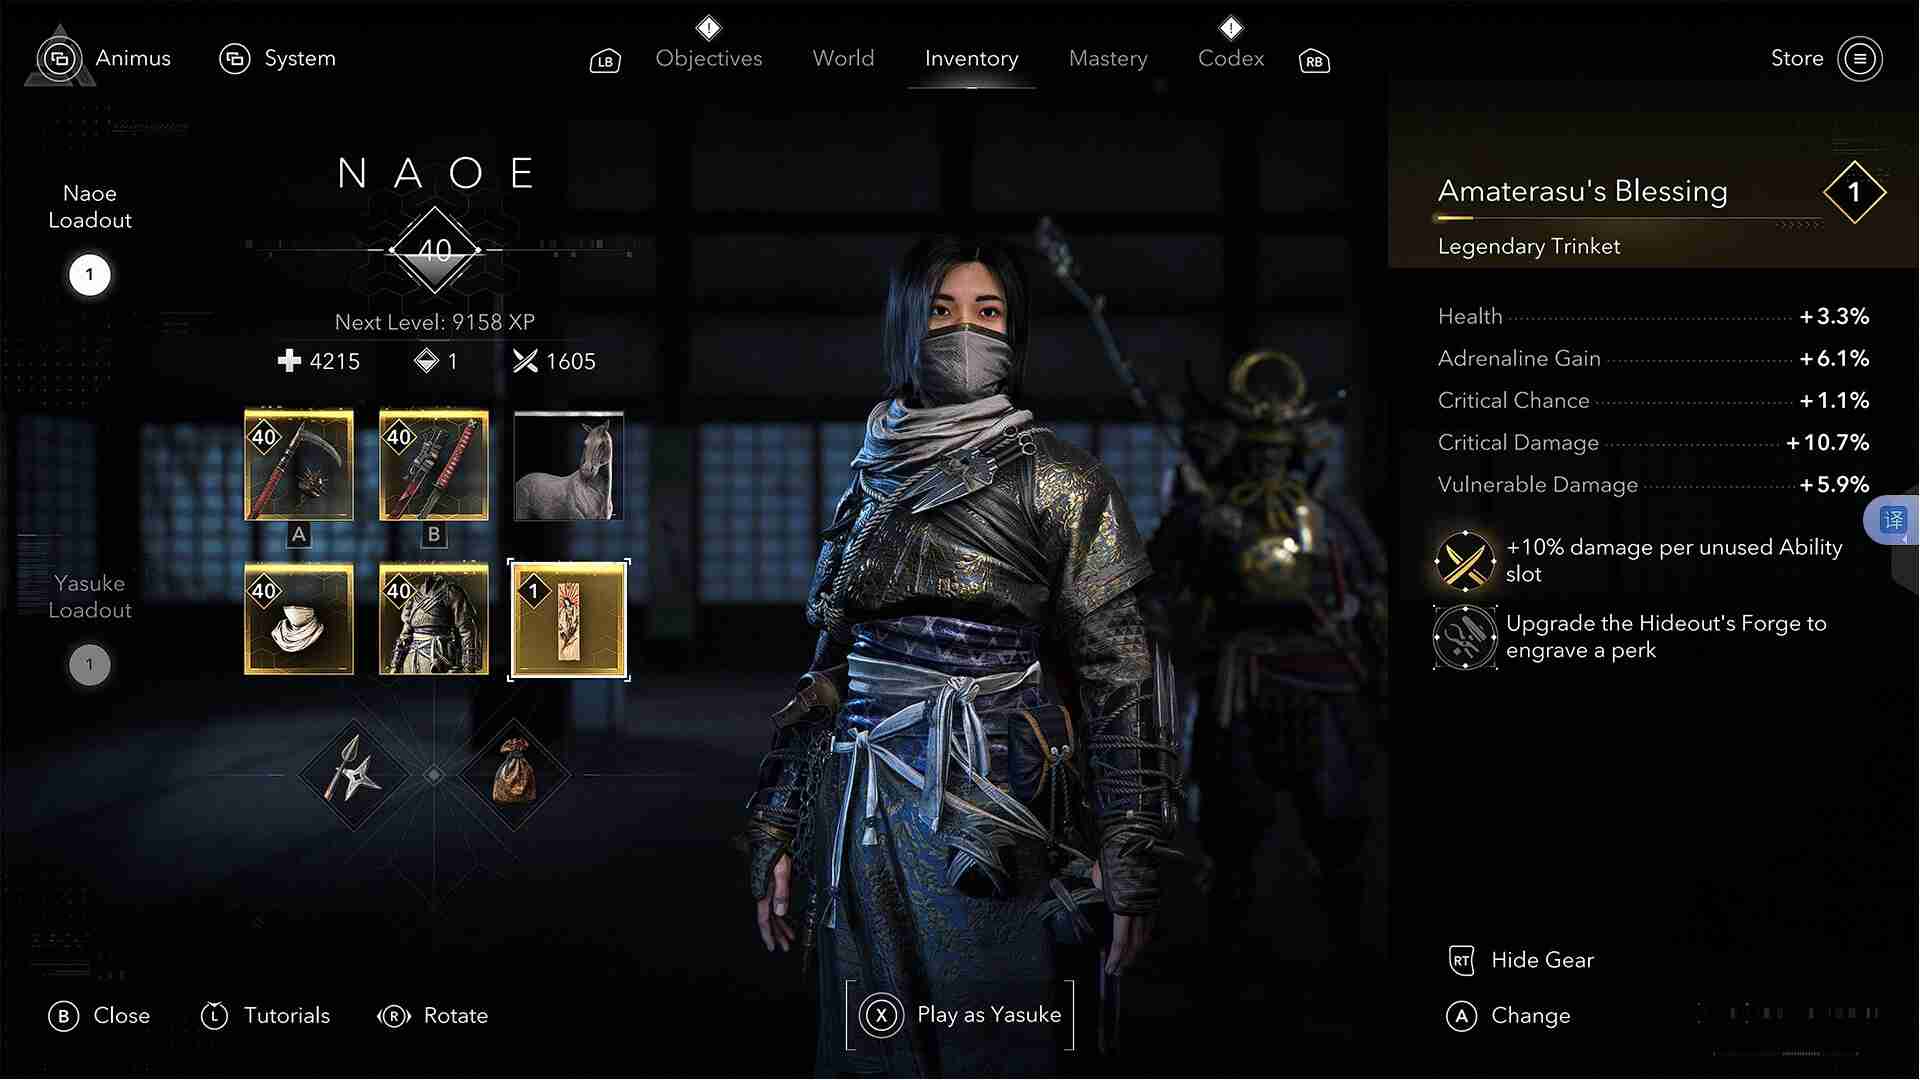 Animus
System
LB
Objectives
World
Inventory
Mastery
Codex
RB
Store
Naoe
Loadout
1
Yasuke
Loadout
1
NAOE
40
Next Level: 9158 XP
4215
1
1605
40
40
A
B
40
40
1
Amaterasu's Blessing
1
Legendary Trinket
Health +3.3%
Adrenaline Gain +6.1%
Critical Chance +1.1%
Critical Damage +10.7%
Vulnerable Damage +5.9%
译
+10% damage per unused Ability
slot
Upgrade the Hideout's Forge to
engrave a perk
RT Hide Gear
A Change
B Close
L Tutorials
R Rotate
X Play as Yasuke